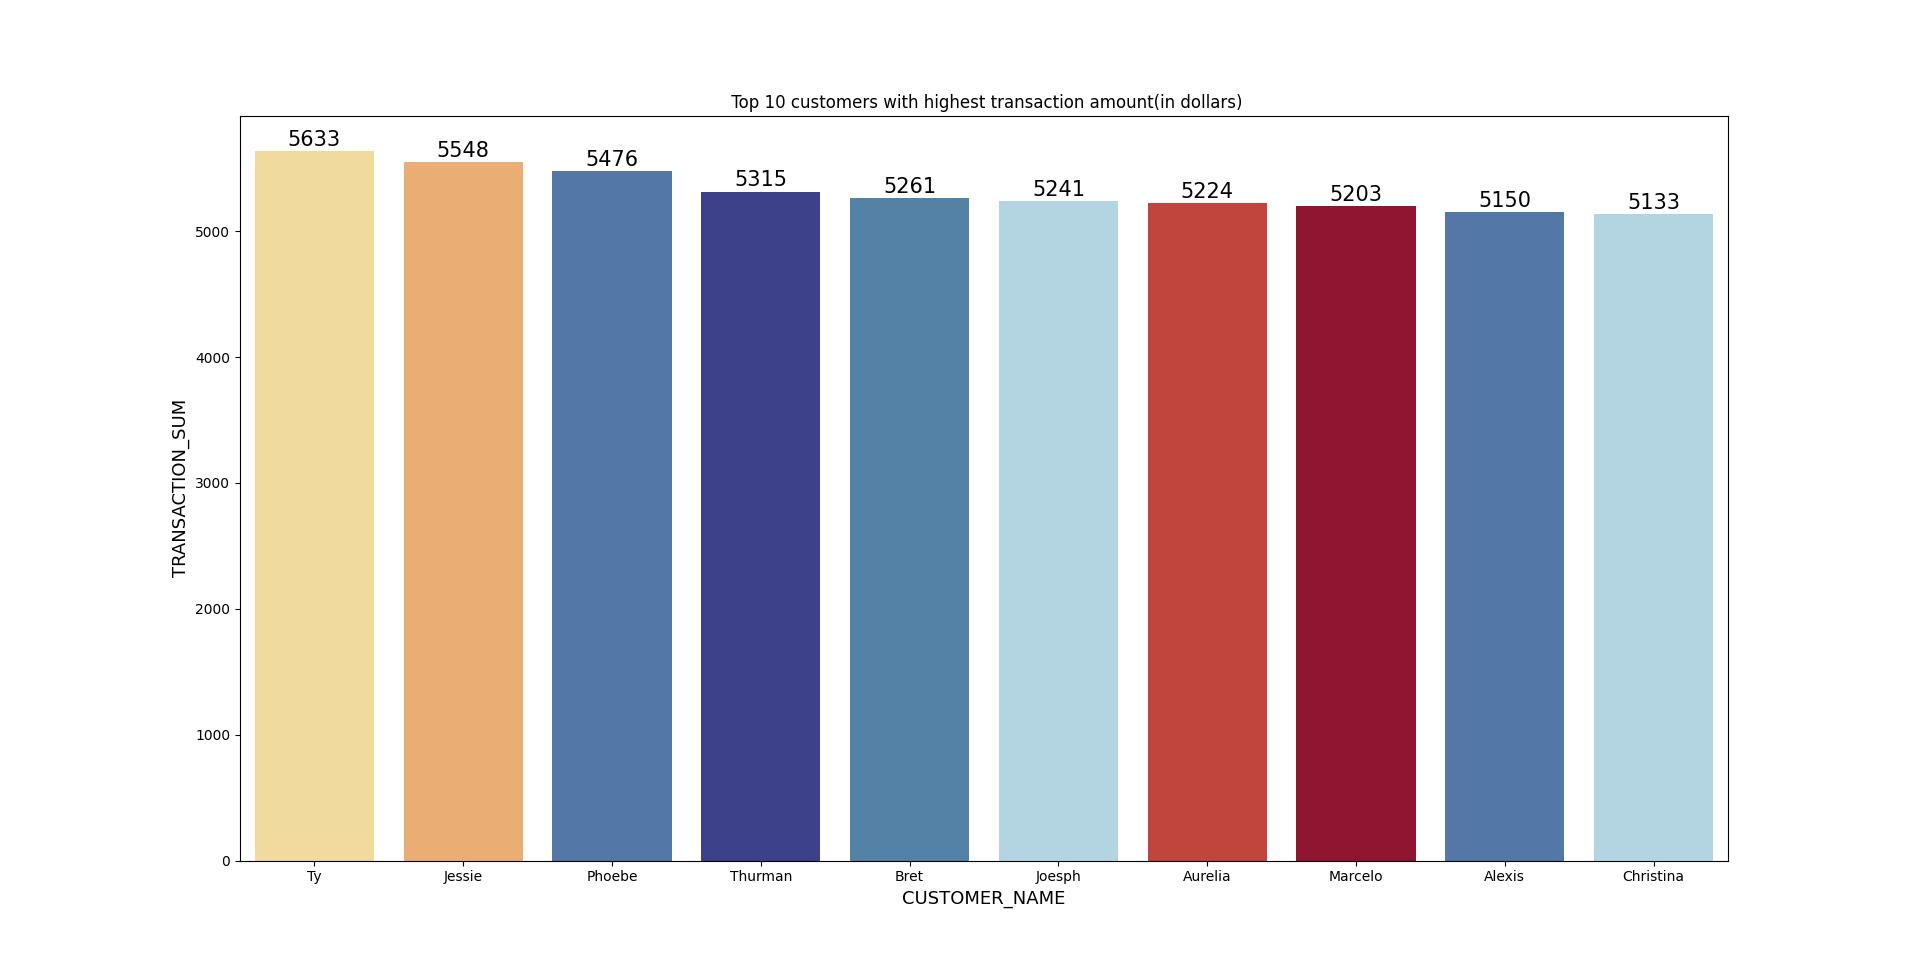 Top 10 customers with highest transaction amount(in dollars)
5633
5548
5476
5315
5261
5241
5224
5203
5150
5133
TRANSACTION_SUM
5000
4000
3000
2000
1000
0
Ty
Jessie
Phoebe
Thurman
Bret
Joesph
Aurelia
Marcelo
Alexis
Christina
CUSTOMER_NAME